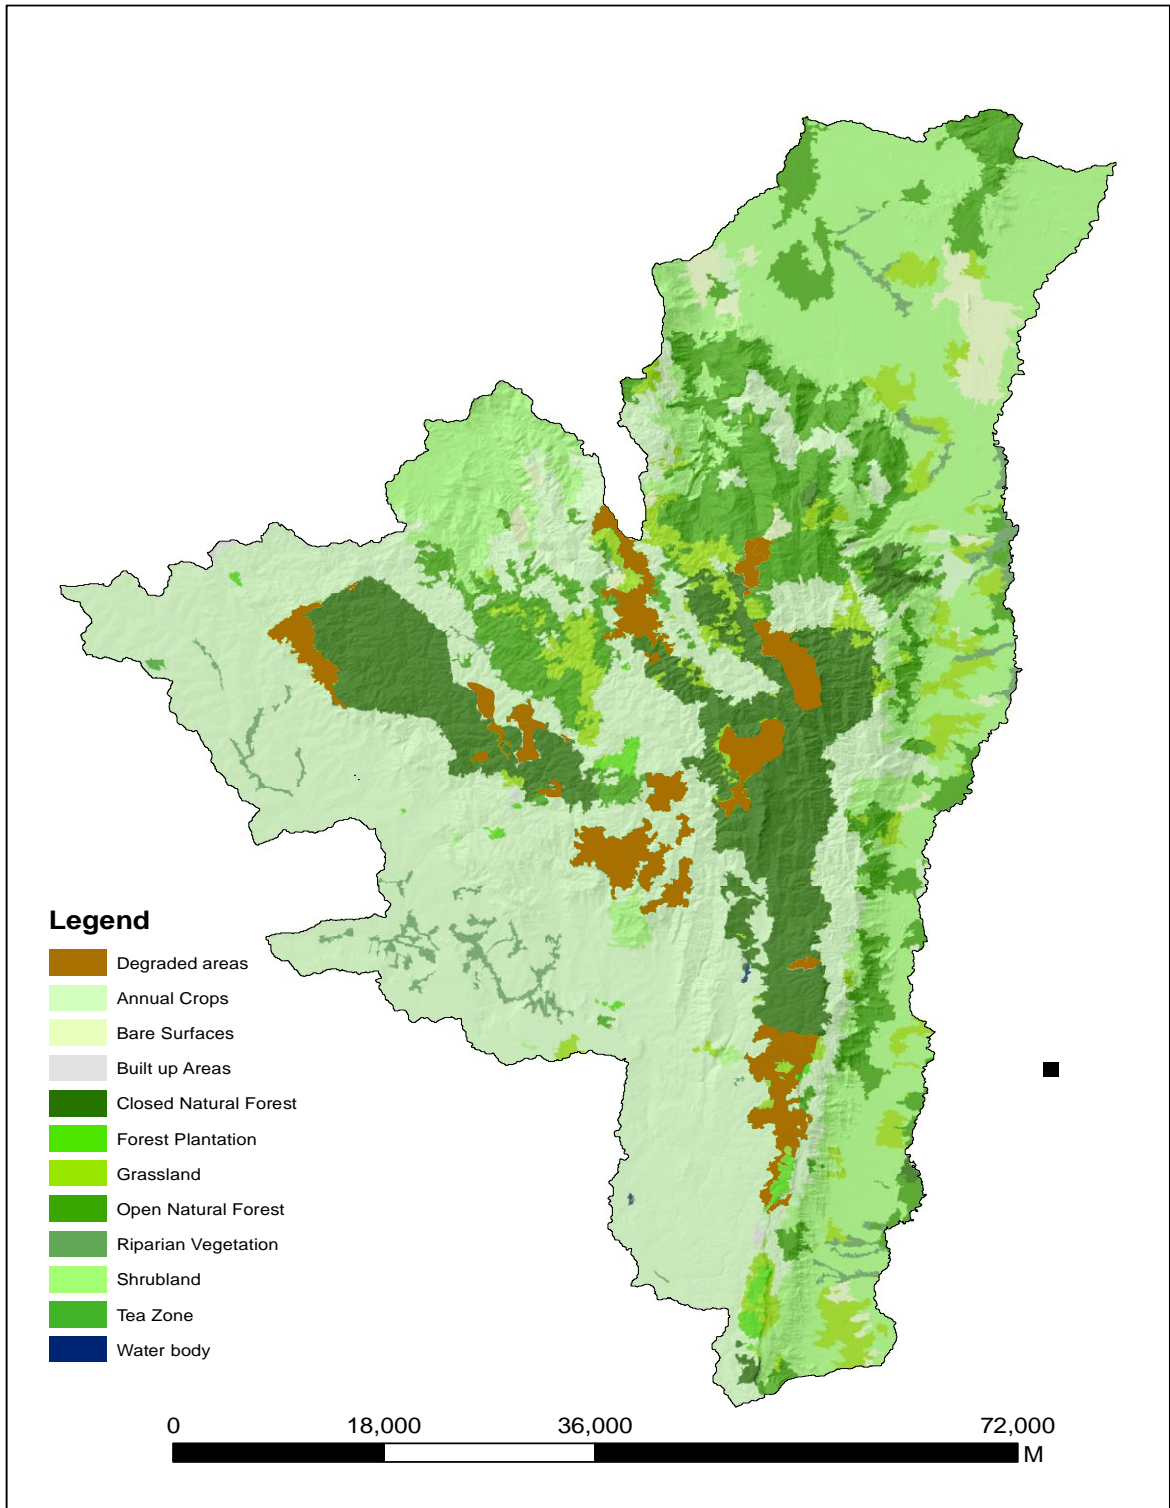 Legend
Degraded areas
Annual Crops
Bare Surfaces
Built up Areas
Closed Natural Forest
Forest Plantation
Grassland
Open Natural Forest
Riparian Vegetation
Shrubland
Tea Zone
Water body
0 18,000 36,000 72,000
M